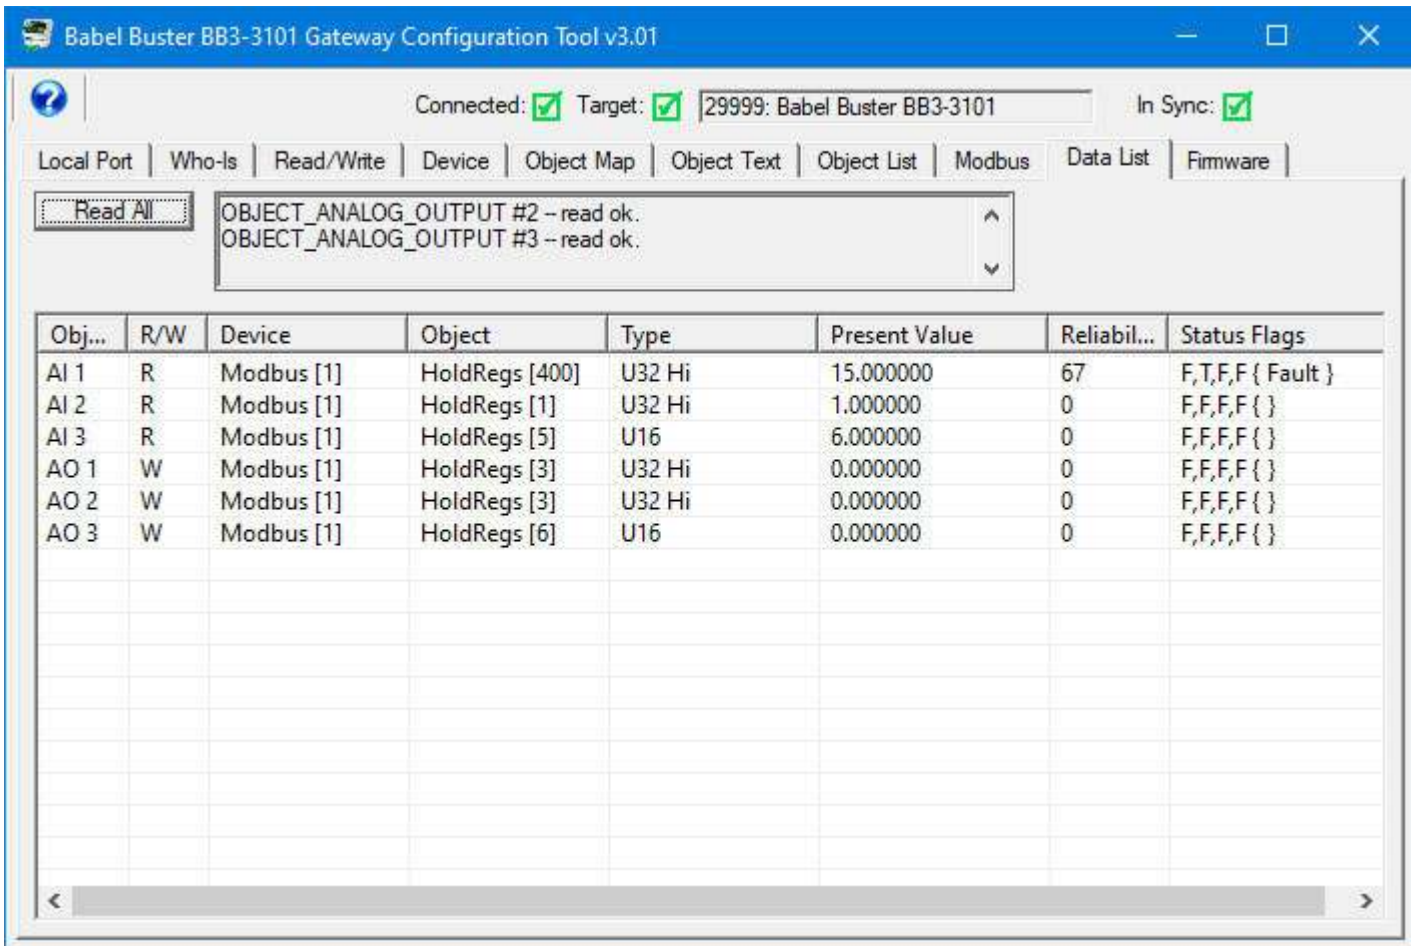 Babel Buster BB3-3101 Gateway Configuration Tool v3.01
Connected: Target: 29999: Babel Buster BB3-3101 In Sync:
Local Port Who-Is Read/Write Device Object Map Object Text Object List Modbus Data List Firmware
Read All
OBJECT_ANALOG_OUTPUT #2 -- read ok.
OBJECT_ANALOG_OUTPUT #3 -- read ok.
Obj... R/W Device Object Type Present Value Reliabil... Status Flags
AI 1 R Modbus [1] HoldRegs [400] U32 Hi 15.000000 67 F,T,F,F { Fault }
AI 2 R Modbus [1] HoldRegs [1] U32 Hi 1.000000 0 F,F,F,F { }
AI 3 R Modbus [1] HoldRegs [5] U16 6.000000 0 F,F,F,F { }
AO 1 W Modbus [1] HoldRegs [3] U32 Hi 0.000000 0 F,F,F,F { }
AO 2 W Modbus [1] HoldRegs [3] U32 Hi 0.000000 0 F,F,F,F { }
AO 3 W Modbus [1] HoldRegs [6] U16 0.000000 0 F,F,F,F { }